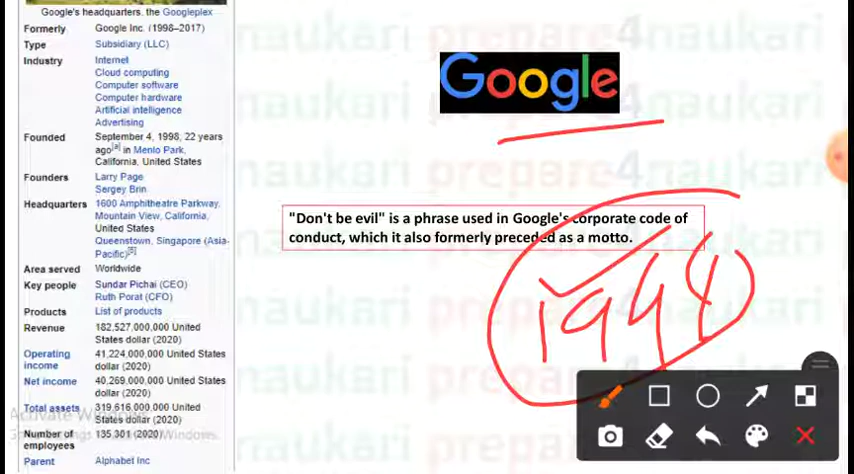 Google's headquarters, the Googleplex
Formerly Google Inc. (1998–2017)
Type Subsidiary (LLC)
Industry Internet
Cloud computing
Computer software
Computer hardware
Artificial intelligence
Advertising
Founded September 4, 1998, 22 years
ago[a] in Menlo Park,
California, United States
Founders Larry Page
Sergey Brin
Headquarters 1600 Amphitheatre Parkway,
Mountain View, California,
United States
Queenstown, Singapore (Asia-
Pacific)[5]
Area served Worldwide
Key people Sundar Pichai (CEO)
Ruth Porat (CFO)
Products List of products
Revenue 182,527,000,000 United
States dollar (2020)
Operating 41,224,000,000 United States
income dollar (2020)
Net income 40,269,000,000 United States
dollar (2020)
Total assets 319,616,000,000 United
States dollar (2020)
Number of 135,301 (2020)
employees
Parent Alphabet Inc
Activate Windows
Google
"Don't be evil" is a phrase used in Google's corporate code of
conduct, which it also formerly preceded as a motto.
1998
prepare4naukari